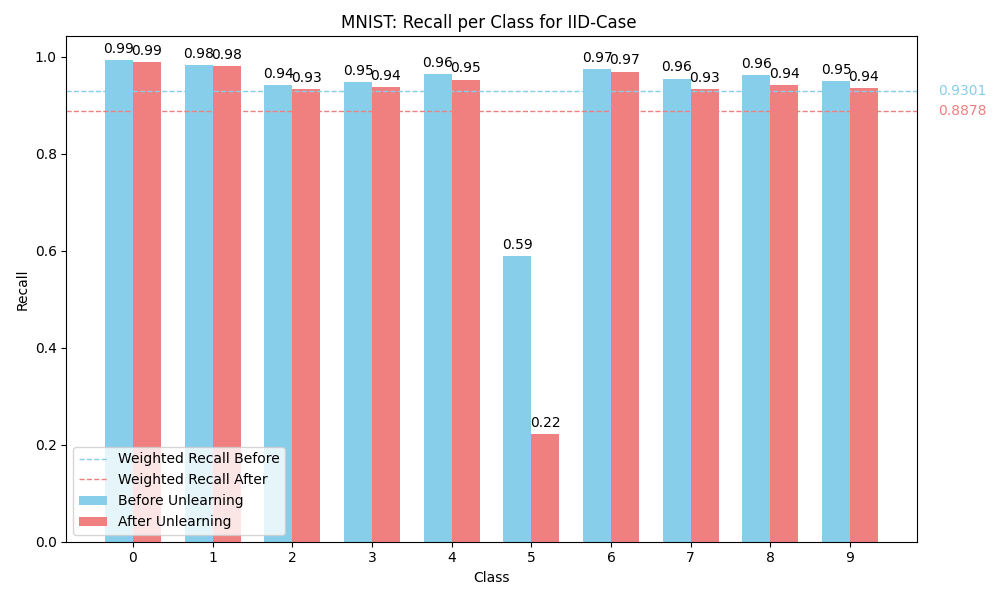 MNIST: Recall per Class for IID-Case
Recall
1.0
0.8
0.6
0.4
0.2
0.0
0.99 0.99
0.98 0.98
0.94 0.93
0.95 0.94
0.96 0.95
0.59 0.22
0.97 0.97
0.96 0.93
0.96 0.94
0.95 0.94
0.9301
0.8878
Weighted Recall Before
Weighted Recall After
Before Unlearning
After Unlearning
0 1 2 3 4 5 6 7 8 9
Class